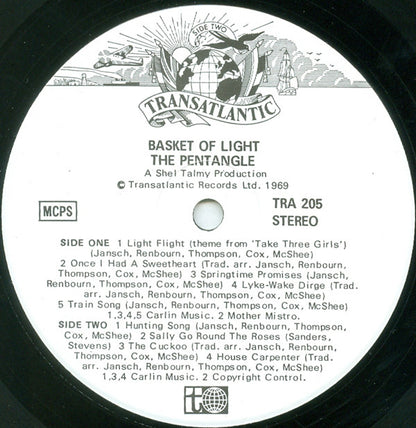 SIDE TWO
TRANSATLANTIC
BASKET OF LIGHT
THE PENTANGLE
A Shel Talmy Production
© Transatlantic Records Ltd. 1969
MCPS
TRA 205
STEREO
SIDE ONE 1 Light Flight (theme from 'Take Three Girls')
(Jansch, Renbourn, Thompson, Cox, McShee)
2 Once I Had A Sweetheart (Trad. arr. Jansch, Renbourn,
Thompson, Cox, McShee) 3 Springtime Promises (Jansch,
Renbourn, Thompson, Cox, McShee) 4 Lyke-Wake Dirge (Trad.
arr. Jansch, Renbourn, Thompson, Cox, McShee)
5 Train Song (Jansch, Renbourn, Thompson, Cox, McShee)
1,3,4,5 Carlin Music. 2 Mother Mistro.
SIDE TWO 1 Hunting Song (Jansch, Renbourn, Thompson,
Cox, McShee) 2 Sally Go Round The Roses (Sanders,
Stevens) 3 The Cuckoo (Trad. arr. Jansch, Renbourn,
Thompson, Cox, McShee) 4 House Carpenter (Trad.
arr. Jansch, Renbourn, Thompson, Cox, McShee)
1,3,4 Carlin Music. 2 Copyright Control.